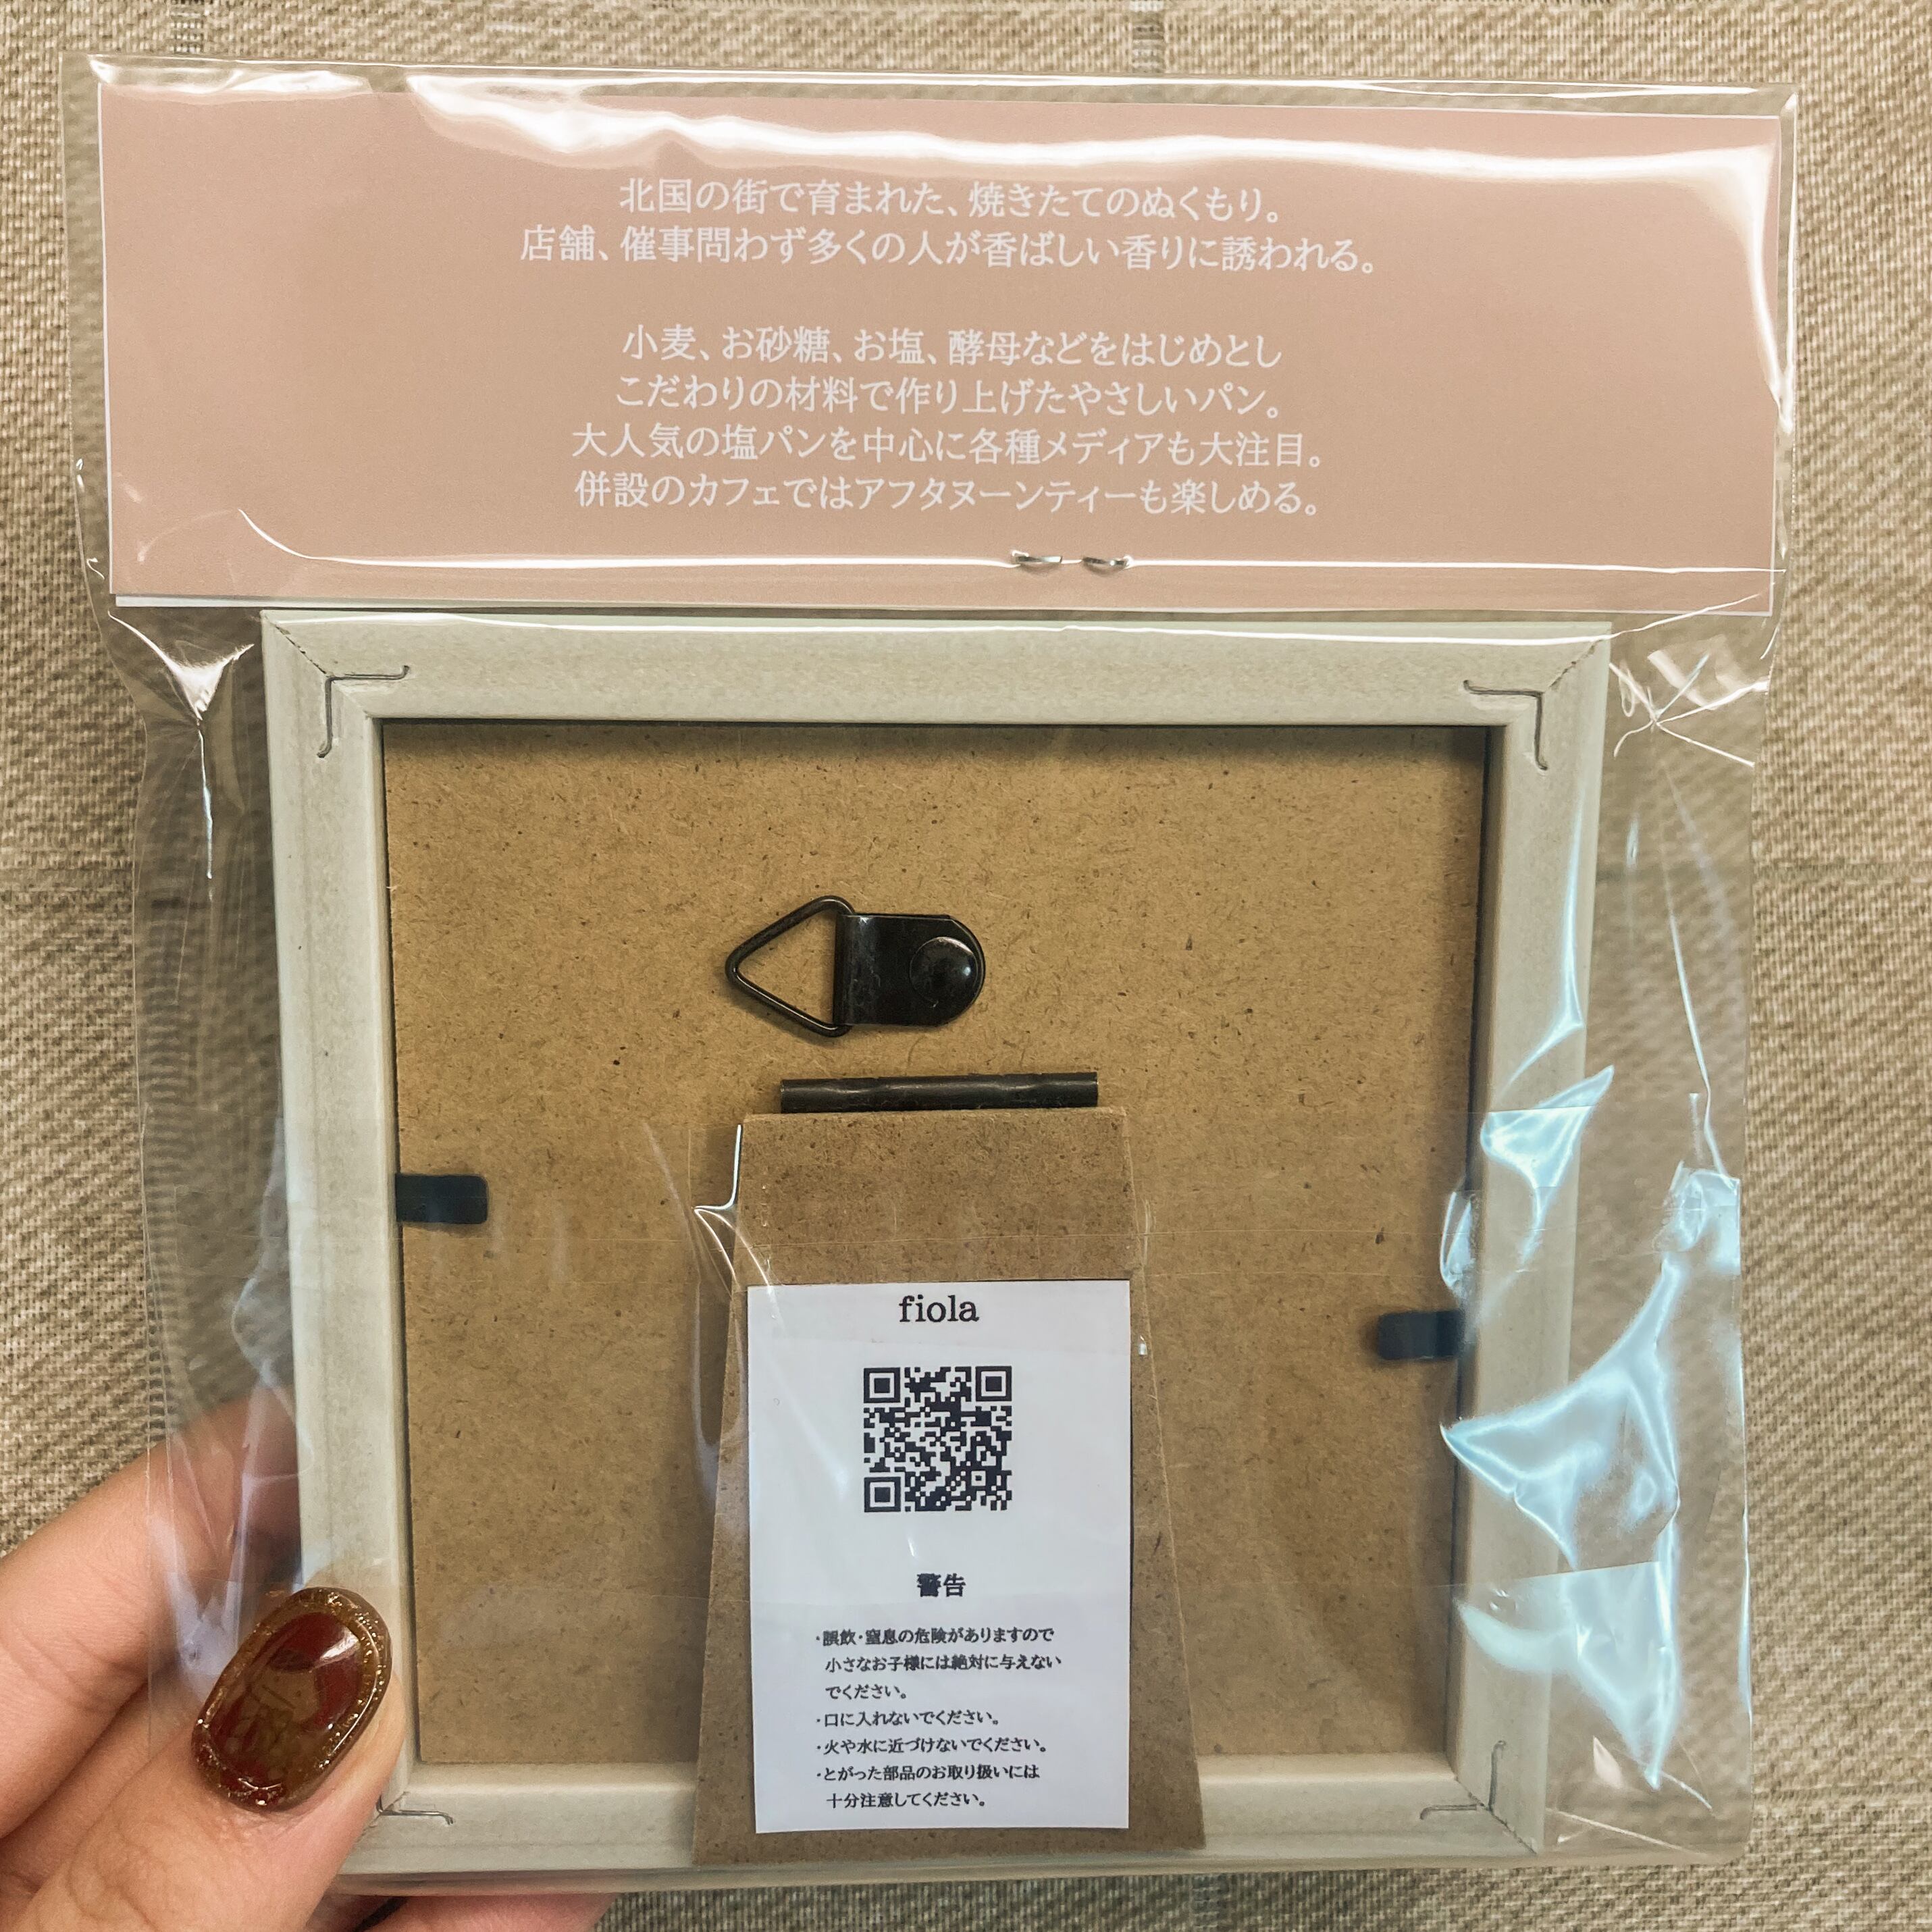 北国の街で育まれた、焼きたてのぬくもり。
店舗、催事問わず多くの人が香ばしい香りに誘われる。
小麦、お砂糖、お塩、酵母などをはじめとし
こだわりの材料で作り上げたやさしいパン。
大人気の塩パンを中心に各種メディアも大注目。
併設のカフェではアフタヌーンティーも楽しめる。
fiola
警告
・誤飲・窒息の危険がありますので
小さなお子様には絶対に与えない
でください。
・口に入れないでください。
・火や水に近づけないでください。
・とがった部品のお取り扱いには
十分注意してください。